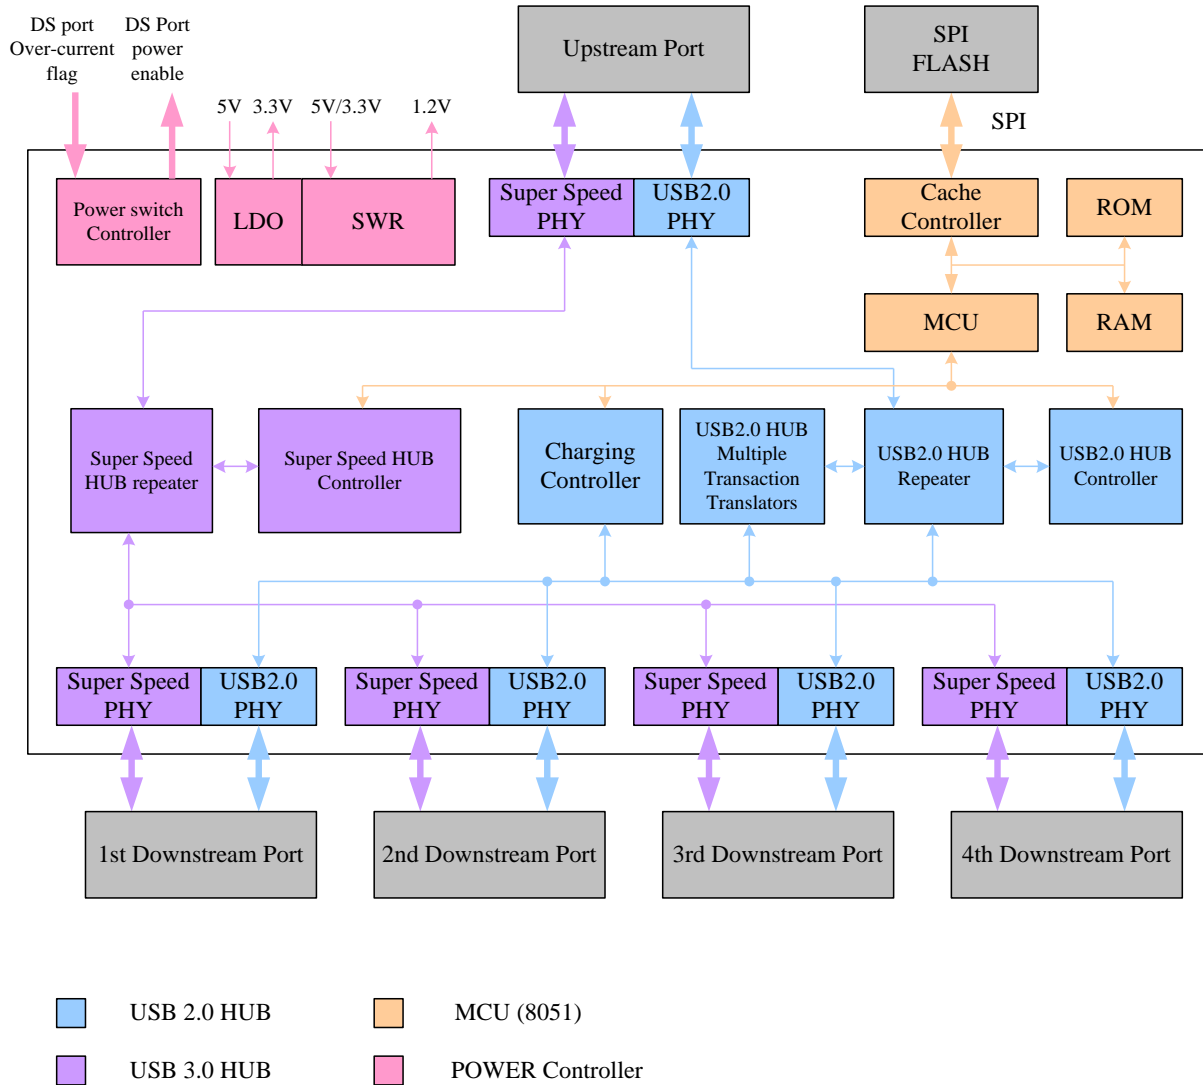 DS port
Over-current
flag
DS Port
power
enable
Upstream Port
SPI
FLASH
5V
3.3V
5V/3.3V
1.2V
SPI
Power switch
Controller
LDO
SWR
Super Speed
PHY
USB2.0
PHY
Cache
Controller
ROM
MCU
RAM
Super Speed
HUB repeater
Super Speed HUB
Controller
Charging
Controller
USB2.0 HUB
Multiple
Transaction
Translators
USB2.0 HUB
Repeater
USB2.0 HUB
Controller
Super Speed
PHY
USB2.0
PHY
Super Speed
PHY
USB2.0
PHY
Super Speed
PHY
USB2.0
PHY
Super Speed
PHY
USB2.0
PHY
1st Downstream Port
2nd Downstream Port
3rd Downstream Port
4th Downstream Port
USB 2.0 HUB
MCU (8051)
USB 3.0 HUB
POWER Controller